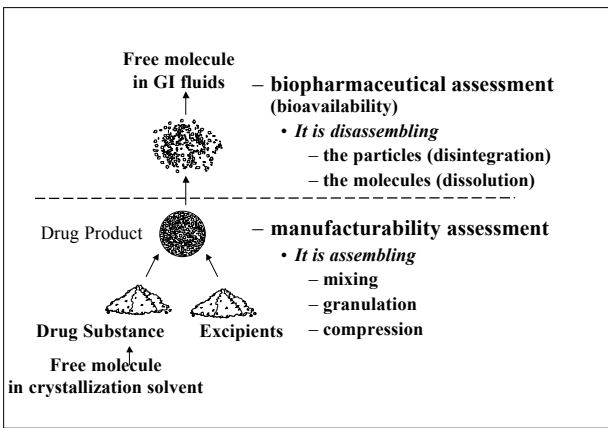 Free molecule
in GI fluids
– biopharmaceutical assessment
(bioavailability)
• It is disassembling
– the particles (disintegration)
– the molecules (dissolution)
Drug Product
– manufacturability assessment
• It is assembling
– mixing
– granulation
– compression
Drug Substance
Excipients
Free molecule
in crystallization solvent